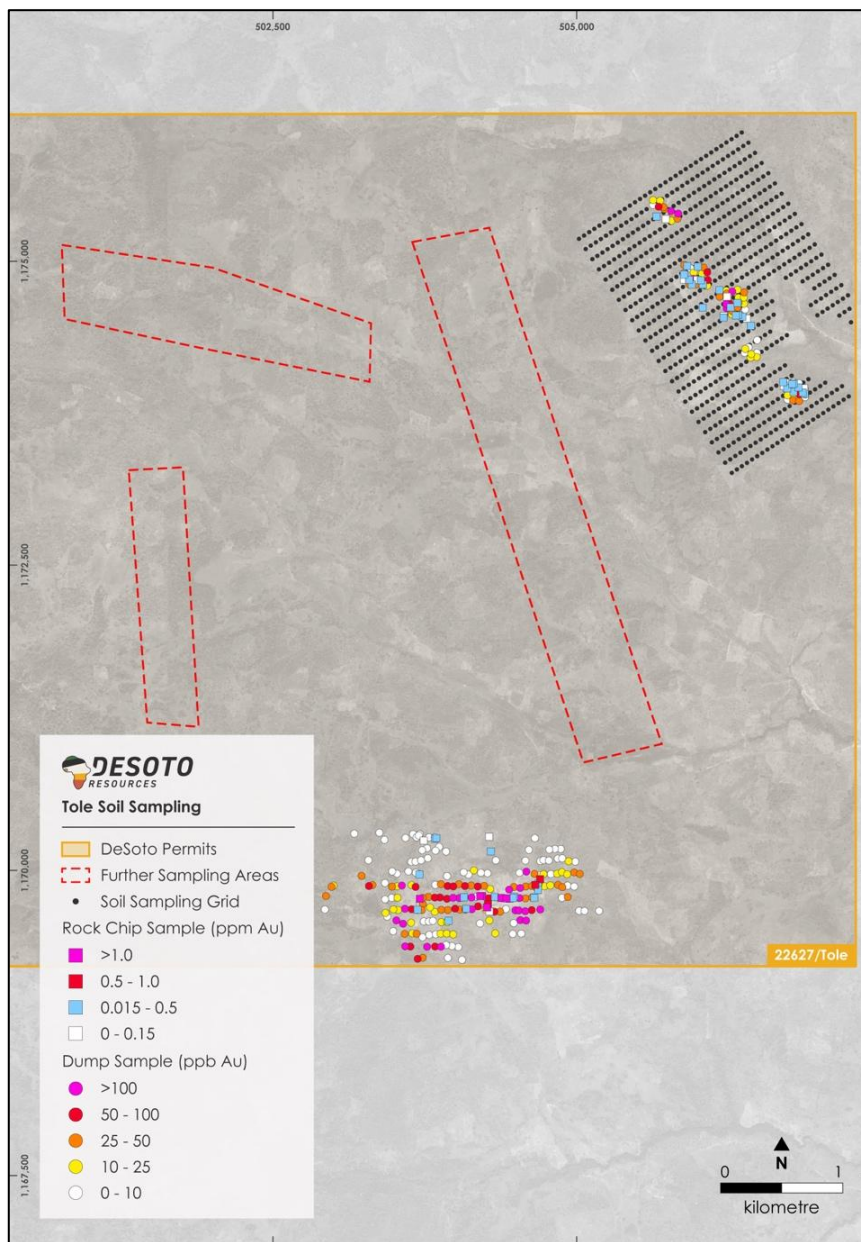 502,500
505,000
1,175,000
1,172,500
1,170,000
1,167,500
DESOTO
RESOURCES
Tole Soil Sampling
DeSoto Permits
Further Sampling Areas
Soil Sampling Grid
Rock Chip Sample (ppm Au)
>1.0
0.5 - 1.0
0.015 - 0.5
0 - 0.15
Dump Sample (ppb Au)
>100
50 - 100
25 - 50
10 - 25
0 - 10
22627/Tole
N
0 1
kilometre